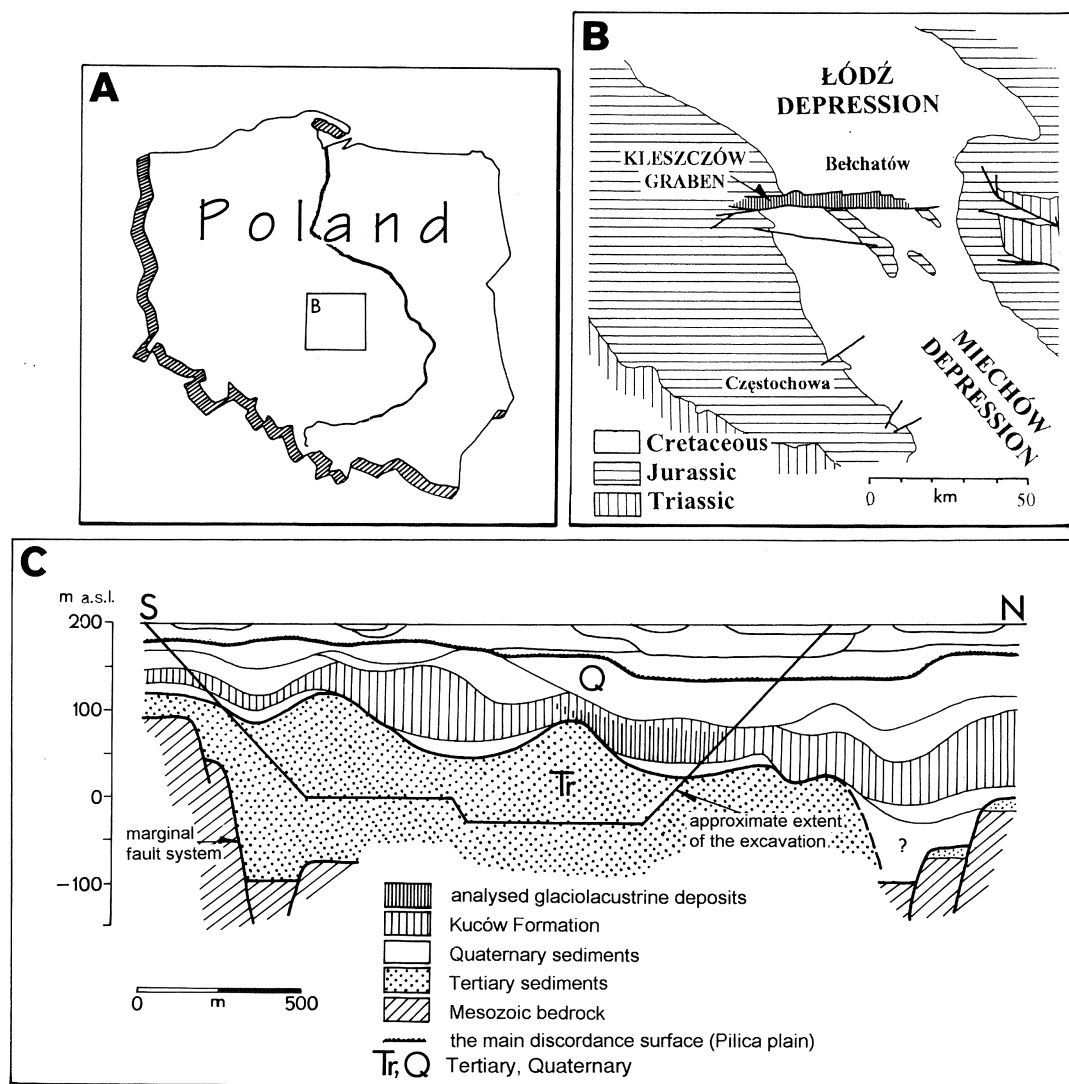 A
Poland
B
B
ŁÓDŹ
DEPRESSION
KLESZCZÓW
GRABEN
Bełchatów
MIECHÓW
DEPRESSION
Częstochowa
Cretaceous
Jurassic
Triassic
0 km 50
C
m a.s.l.
S
N
200
100
0
-100
Q
Tr
marginal
fault system
approximate extent
of the excavation
?
analysed glaciolacustrine deposits
Kuców Formation
Quaternary sediments
Tertiary sediments
Mesozoic bedrock
the main discordance surface (Pilica plain)
Tr, Q Tertiary, Quaternary
0 m 500